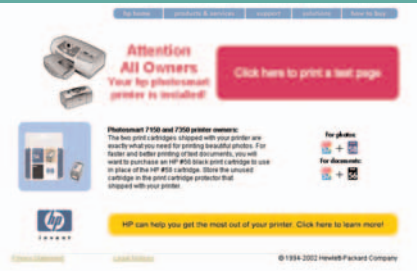 hp home products & services support solutions how to buy
Attention
All Owners
Your hp photosmart
printer is installed!
Click here to print a test page
Photosmart 7150 and 7350 printer owners:
The two print cartridges shipped with your printer are
exactly what you need for printing beautiful photos. For
faster and better printing of text documents, you will
want to purchase an HP #56 black print cartridge to use
in place of the HP #58 cartridge. Store the unused
cartridge in the print cartridge protector that
shipped with your printer.
For photos:
+
For documents:
+
hp
invent
HP can help you get the most out of your printer. Click here to learn more!
Privacy Statement Legal Notices © 1994-2002 Hewlett-Packard Company